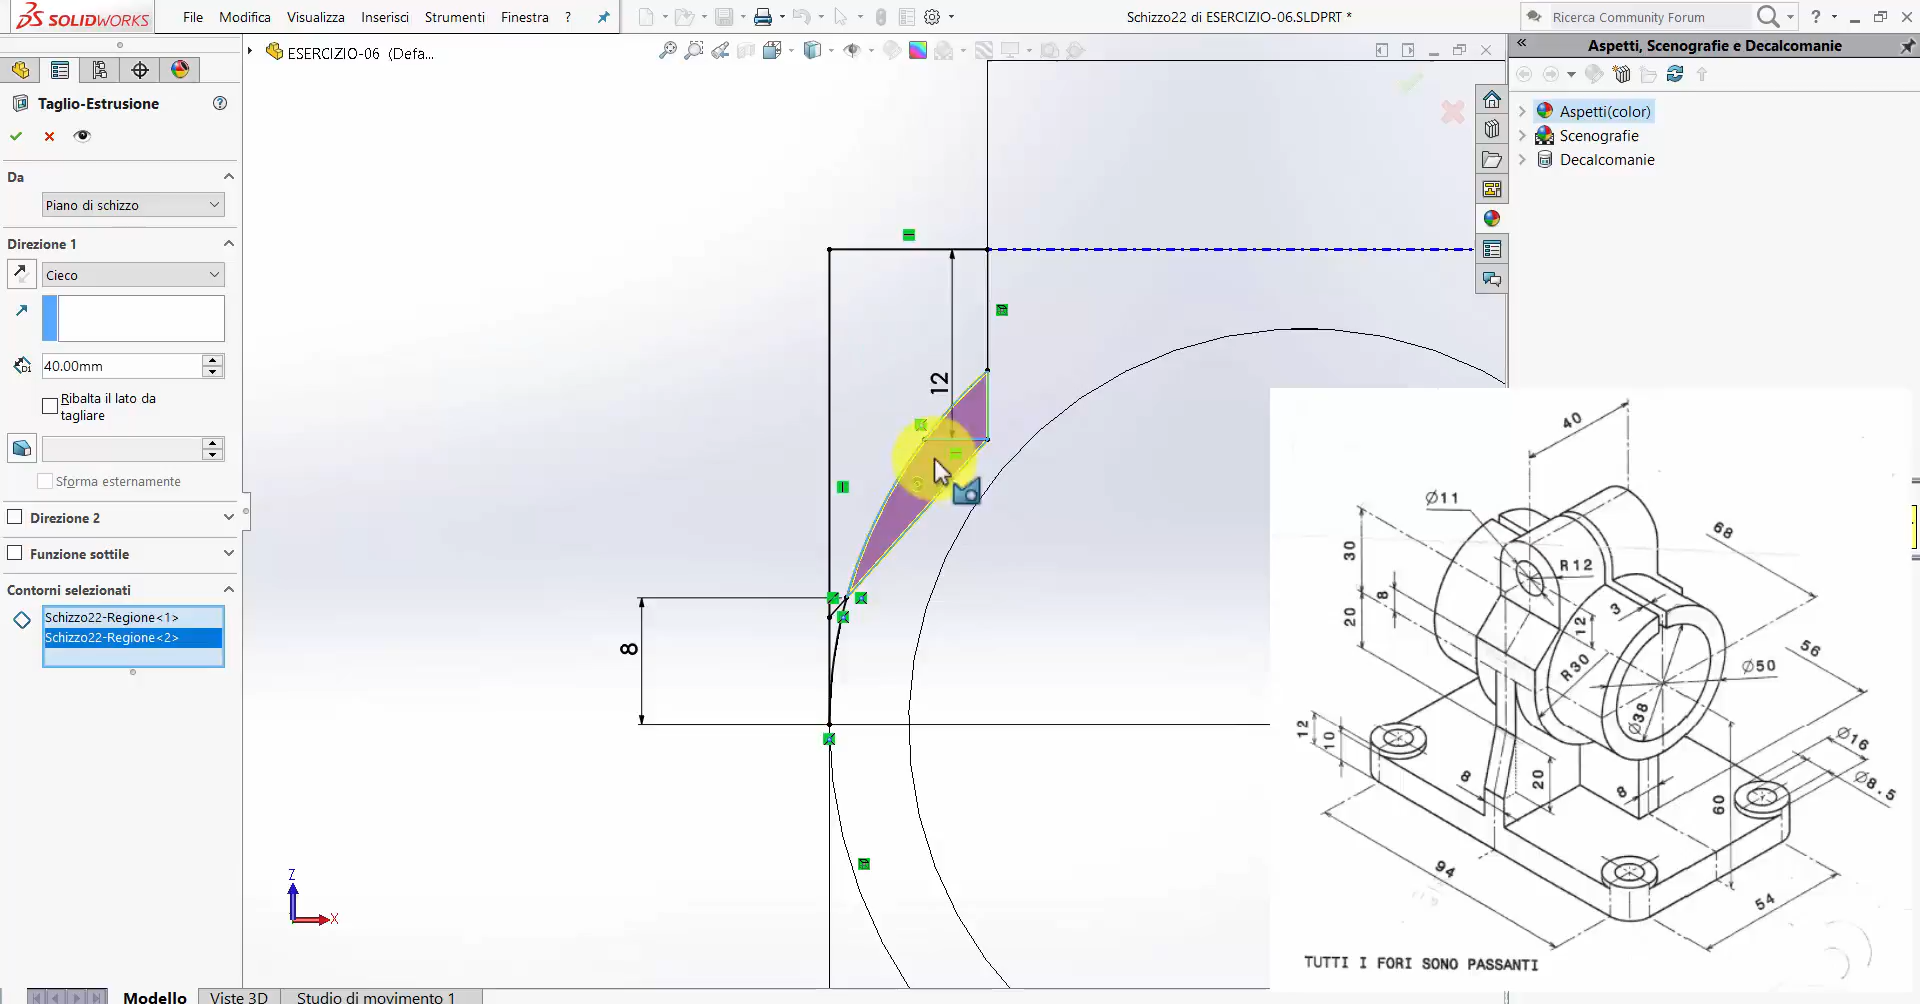 SOLIDWORKS
File
Modifica
Visualizza
Inserisci
Strumenti
Finestra
?
Schizzo22 di ESERCIZIO-06.SLDPRT *
Ricerca Community Forum
?
ESERCIZIO-06 (Defa...
Aspetti, Scenografie e Decalcomanie
Aspetti(color)
Scenografie
Decalcomanie
Taglio-Estrusione
Da
Piano di schizzo
Direzione 1
Cieco
D1
40.00mm
Ribalta il lato da
tagliare
Sforma esternamente
Direzione 2
Funzione sottile
Contorni selezionati
Schizzo22-Regione<1>
Schizzo22-Regione<2>
12
8
Z
X
40
Ø11
68
30
R12
8
3
20
12
56
R30
Ø50
Ø38
12
10
Ø16
8
20
8
Ø8.5
60
94
54
TUTTI I FORI SONO PASSANTI
Modello
Viste 3D
Studio di movimento 1